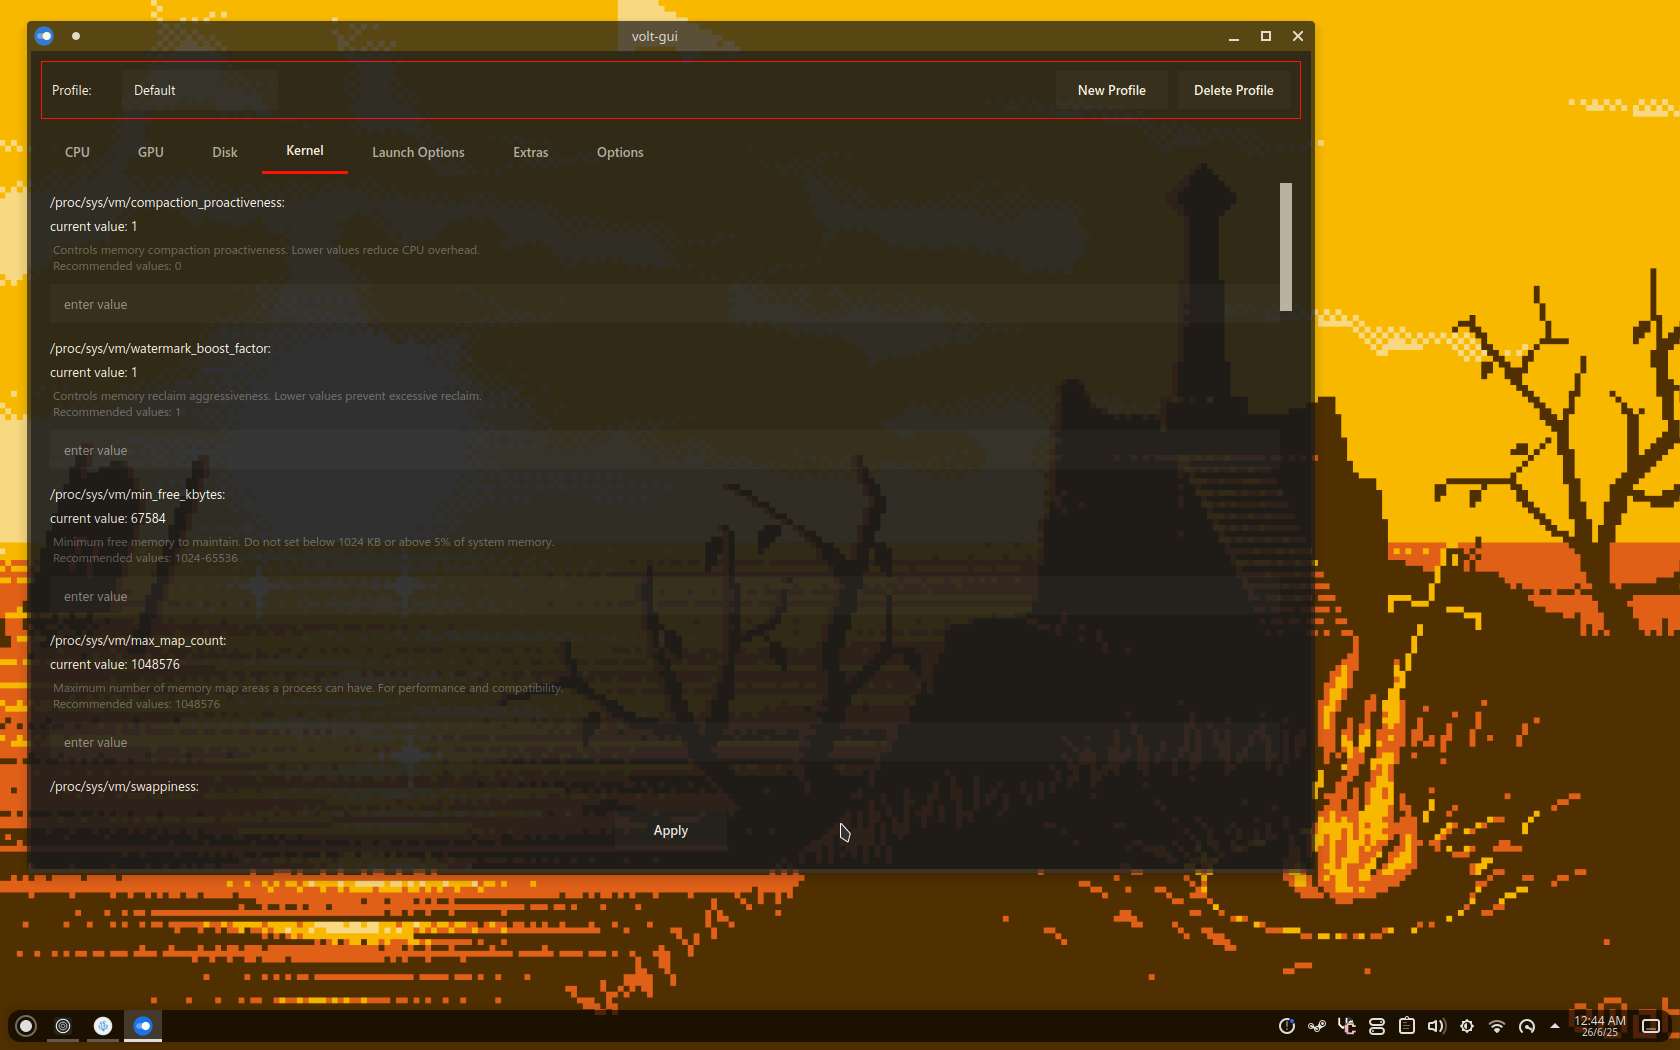 volt-gui
Profile: Default New Profile Delete Profile
CPU GPU Disk Kernel Launch Options Extras Options
/proc/sys/vm/compaction_proactiveness:
current value: 1
Controls memory compaction proactiveness. Lower values reduce CPU overhead.
Recommended values: 0
enter value
/proc/sys/vm/watermark_boost_factor:
current value: 1
Controls memory reclaim aggressiveness. Lower values prevent excessive reclaim.
Recommended values: 1
enter value
/proc/sys/vm/min_free_kbytes:
current value: 67584
Minimum free memory to maintain. Do not set below 1024 KB or above 5% of system memory.
Recommended values: 1024-65536
enter value
/proc/sys/vm/max_map_count:
current value: 1048576
Maximum number of memory map areas a process can have. For performance and compatibility.
Recommended values: 1048576
enter value
/proc/sys/vm/swappiness:
Apply
12:44 AM
26/6/25